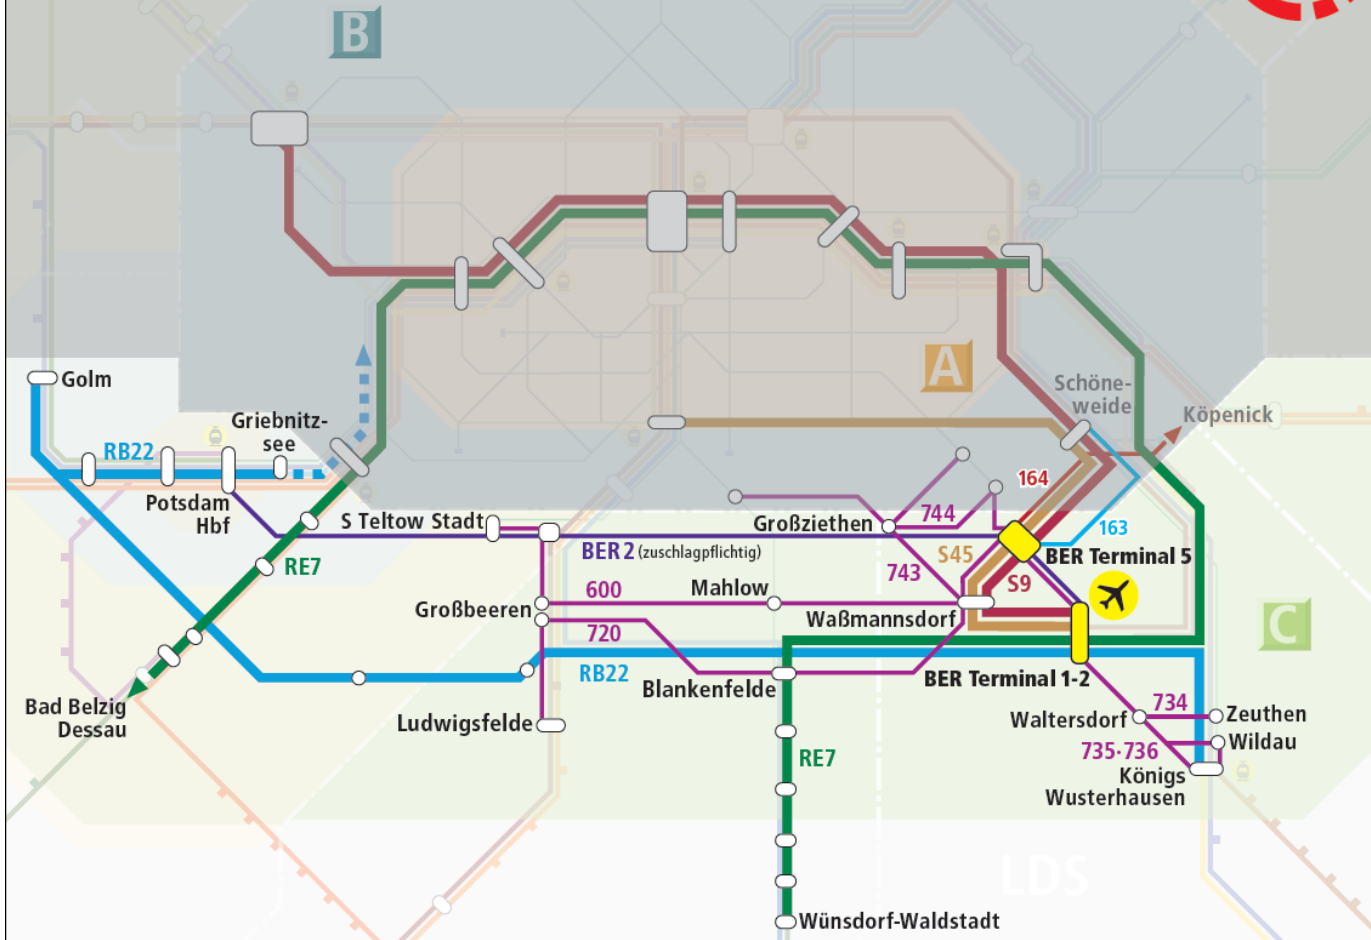 B
A
Schöne-
weide
Köpenick
Golm
Griebnitz-
see
RB22
Potsdam
Hbf
S Teltow Stadt
Großziethen
744
164
163
BER 2 (zuschlagpflichtig)
S45
BER Terminal 5
RE7
743
S9
600
Mahlow
Großbeeren
Waßmannsdorf
720
C
RB22
Blankenfelde
BER Terminal 1-2
Bad Belzig
Dessau
Ludwigsfelde
Waltersdorf
734
Zeuthen
735·736
Wildau
RE7
Königs
Wusterhausen
LDS
Wünsdorf-Waldstadt